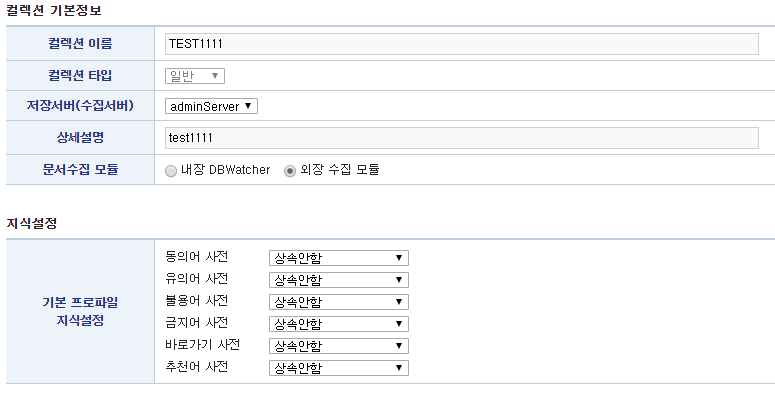 컬렉션 기본정보
컬렉션 이름 TEST1111
컬렉션 타입 일반
저장서버(수집서버) adminServer
상세설명 test1111
문서수집 모듈 내장 DBWatcher 외장 수집 모듈
지식설정
기본 프로파일
지식설정
동의어 사전 상속안함
유의어 사전 상속안함
불용어 사전 상속안함
금지어 사전 상속안함
바로가기 사전 상속안함
추천어 사전 상속안함